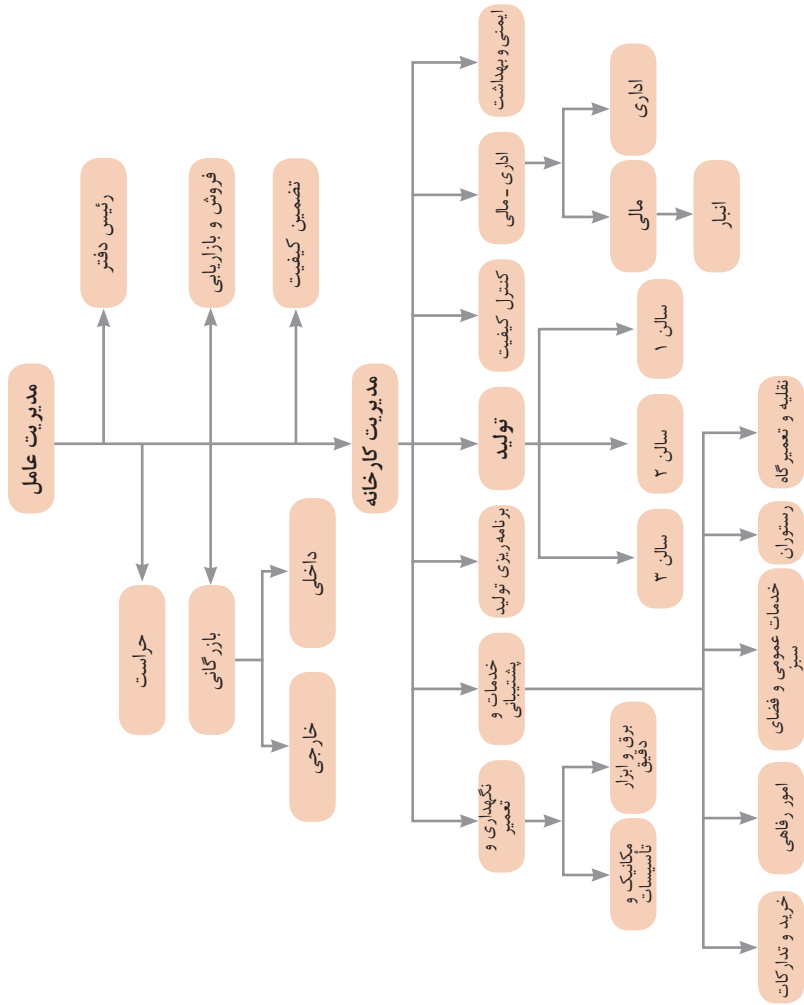 مدیریت عامل
رئیس دفتر
حراست
فروش و بازاریابی
بازرگانی
تضمین کیفیت
داخلی
خارجی
مدیریت کارخانه
ایمنی و بهداشت
اداری - مالی
کنترل کیفیت
تولید
برنامه ریزی تولید
خدمات و
پشتیبانی
نگهداری و
تعمیر
اداری
مالی
سالن ۱
سالن ۲
سالن ۳
برق و ابزار
دقیق
مکانیک و
تأسیسات
انبار
نقلیه و تعمیرگاه
رستوران
خدمات عمومی و فضای
سبز
امور رفاهی
خرید و تدارکات